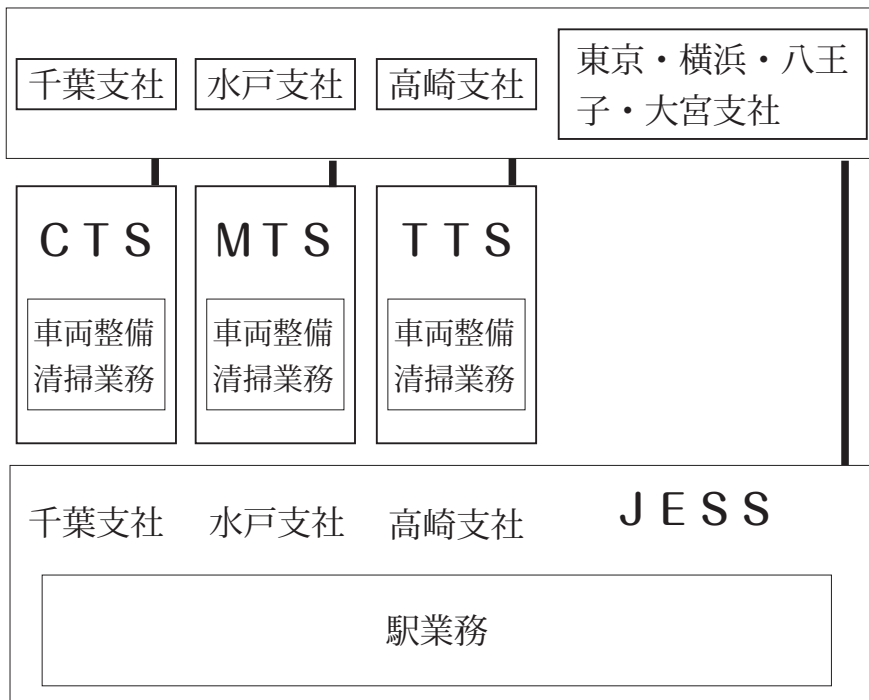 千葉支社
水戸支社
高崎支社
東京・横浜・八王
子・大宮支社
CTS
MTS
TTS
車両整備
清掃業務
車両整備
清掃業務
車両整備
清掃業務
千葉支社
水戸支社
高崎支社
JESS
駅業務